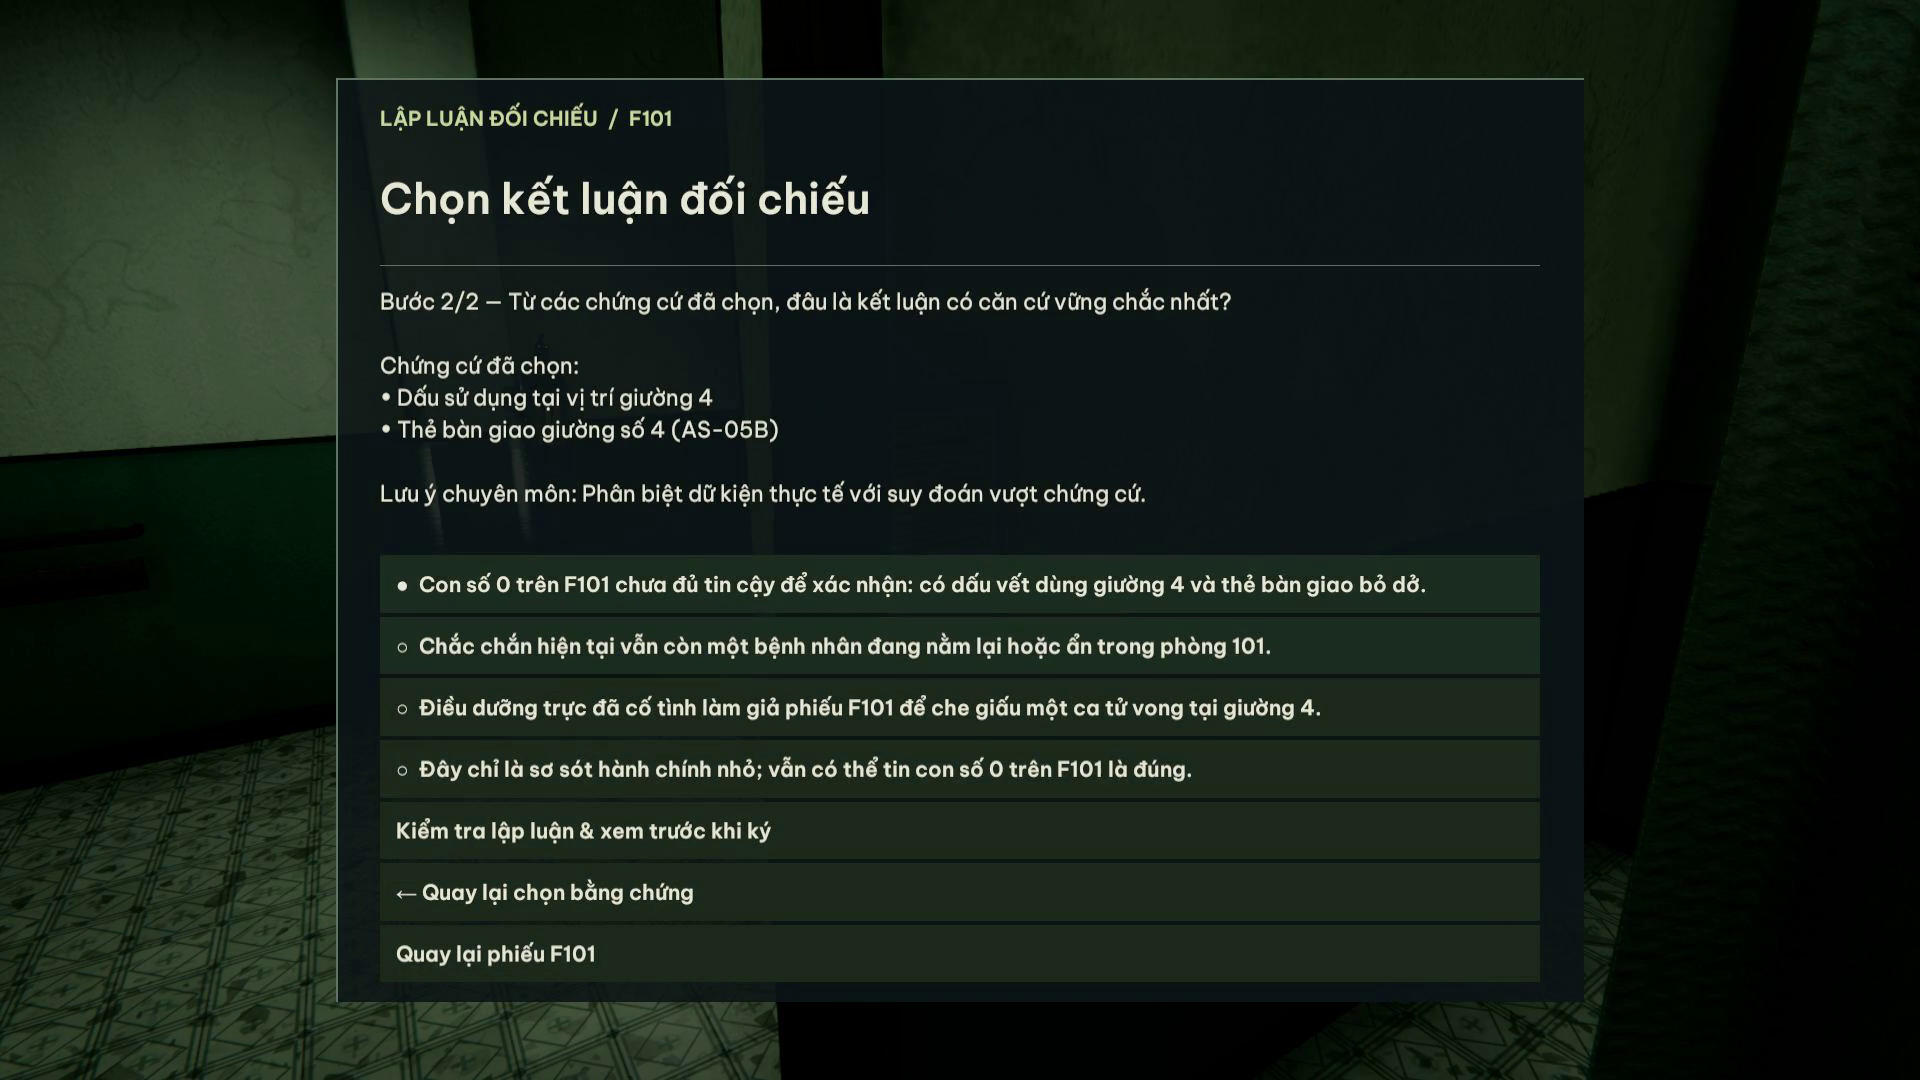 LẬP LUẬN ĐỐI CHIẾU / F101
Chọn kết luận đối chiếu
Bước 2/2 — Từ các chứng cứ đã chọn, đâu là kết luận có căn cứ vững chắc nhất?
Chứng cứ đã chọn:
• Dấu sử dụng tại vị trí giường 4
• Thẻ bàn giao giường số 4 (AS-05B)
Lưu ý chuyên môn: Phân biệt dữ kiện thực tế với suy đoán vượt chứng cứ.
● Con số 0 trên F101 chưa đủ tin cậy để xác nhận: có dấu vết dùng giường 4 và thẻ bàn giao bỏ dở.
○ Chắc chắn hiện tại vẫn còn một bệnh nhân đang nằm lại hoặc ẩn trong phòng 101.
○ Điều dưỡng trực đã cố tình làm giả phiếu F101 để che giấu một ca tử vong tại giường 4.
○ Đây chỉ là sơ sót hành chính nhỏ; vẫn có thể tin con số 0 trên F101 là đúng.
Kiểm tra lập luận & xem trước khi ký
← Quay lại chọn bằng chứng
Quay lại phiếu F101